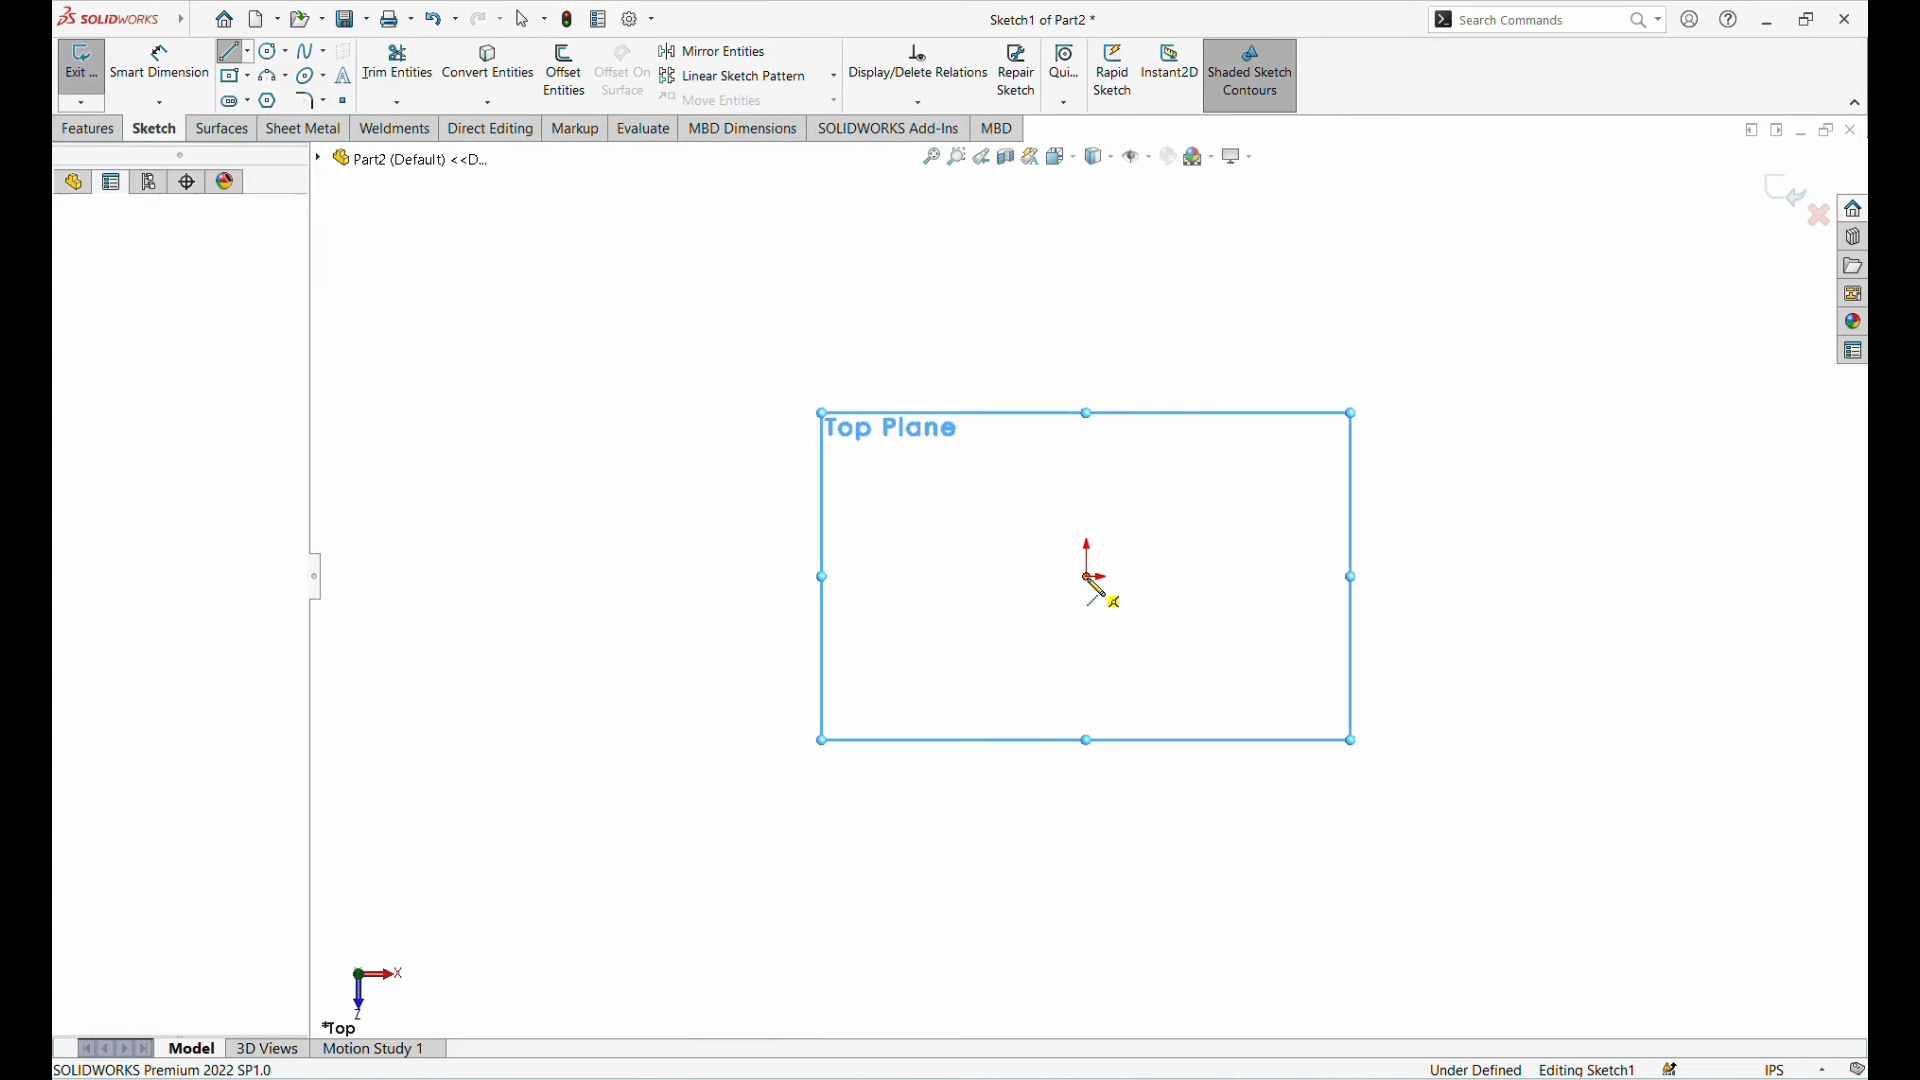 SOLIDWORKS
Sketch1 of Part2 *
Search Commands
Exit ...
Smart Dimension
Trim Entities
Convert Entities
Offset
Entities
Offset On
Surface
Mirror Entities
Linear Sketch Pattern
Move Entities
Display/Delete Relations
Repair
Sketch
Qui...
Rapid
Sketch
Instant2D
Shaded Sketch
Contours
Features
Sketch
Surfaces
Sheet Metal
Weldments
Direct Editing
Markup
Evaluate
MBD Dimensions
SOLIDWORKS Add-Ins
MBD
Part2 (Default) <<D...
Top Plane
X
Z
*Top
Model
3D Views
Motion Study 1
SOLIDWORKS Premium 2022 SP1.0
Under Defined
Editing Sketch1
IPS